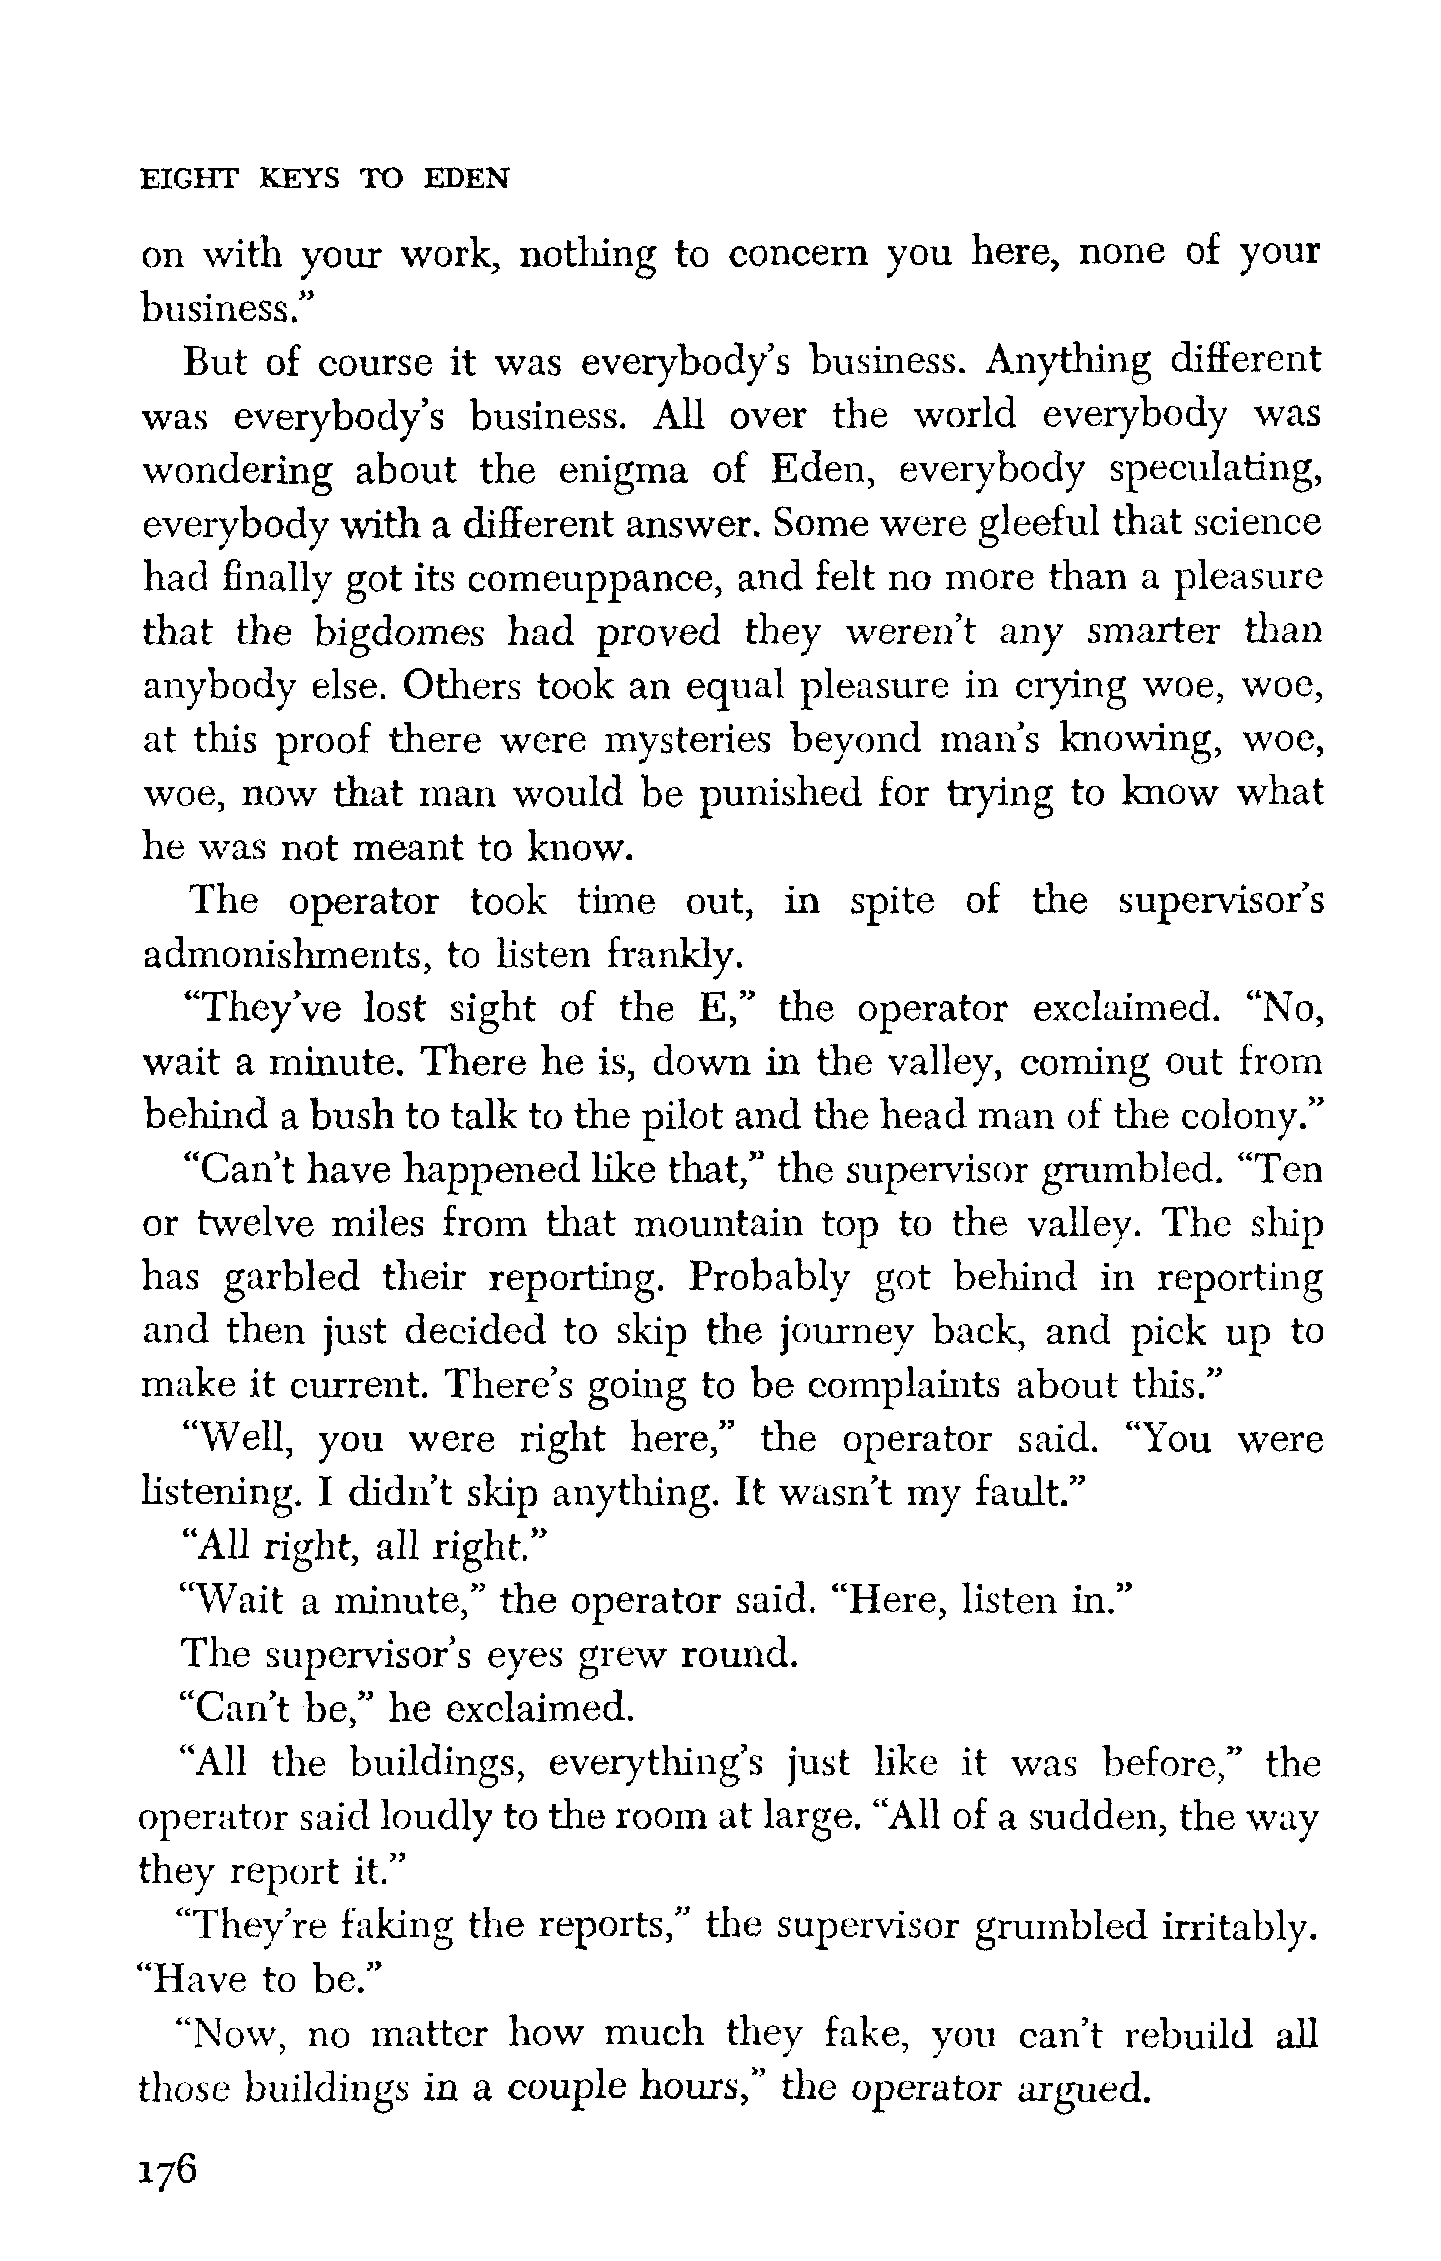 EIGHT KEYS TO EDEN
on with your work, nothing to concern you here, none of your
business.”
But of course it was everybody’s business. Anything different
was everybody’s business. All over the world everybody was
wondering about the enigma of Eden, everybody speculating,
everybody with a different answer. Some were gleeful that science
had finally got its comeuppance, and felt no more than a pleasure
that the bigdomes had proved they weren’t any smarter than
anybody else. Others took an equal pleasure in crying woe, woe,
at this proof there were mysteries beyond man’s knowing, woe,
woe, now that man would be punished for trying to know what
he was not meant to know.
The operator took time out, in spite of the supervisor’s
admonishments, to listen frankly.
“They’ve lost sight of the E,” the operator exclaimed. “No,
wait a minute. There he is, down in the valley, coming out from
behind a bush to talk to the pilot and the head man of the colony.”
“Can’t have happened like that,” the supervisor grumbled. “Ten
or twelve miles from that mountain top to the valley. The ship
has garbled their reporting. Probably got behind in reporting
and then just decided to skip the journey back, and pick up to
make it current. There’s going to be complaints about this.”
“Well, you were right here,” the operator said. “You were
listening. I didn’t skip anything. It wasn’t my fault.”
“All right, all right.”
“Wait a minute,” the operator said. “Here, listen in.”
The supervisor’s eyes grew round.
“Can’t be,” he exclaimed.
“All the buildings, everything’s just like it was before,” the
operator said loudly to the room at large. “All of a sudden, the way
they report it.”
“They’re faking the reports,” the supervisor grumbled irritably.
“Have to be.”
“Now, no matter how much they fake, you can’t rebuild all
those buildings in a couple hours,” the operator argued.
176